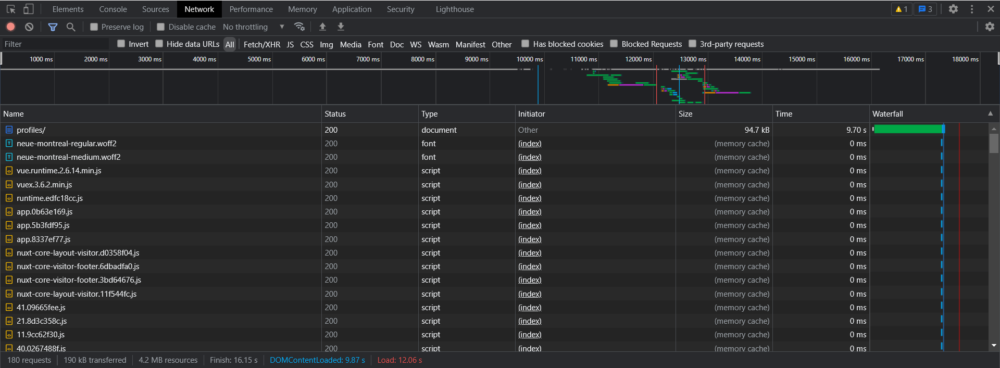 Elements Console Sources Network Performance Memory Application Security Lighthouse 1 3
Preserve log Disable cache No throttling
Filter Invert Hide data URLs All Fetch/XHR JS CSS Img Media Font Doc WS Wasm Manifest Other Has blocked cookies Blocked Requests 3rd-party requests
1000 ms 2000 ms 3000 ms 4000 ms 5000 ms 6000 ms 7000 ms 8000 ms 9000 ms 10000 ms 11000 ms 12000 ms 13000 ms 14000 ms 15000 ms 16000 ms 17000 ms 18000 ms
Name Status Type Initiator Size Time Waterfall
profiles/ 200 document Other 94.7 kB 9.70 s
neue-montreal-regular.woff2 200 font (index) (memory cache) 0 ms
neue-montreal-medium.woff2 200 font (index) (memory cache) 0 ms
vue.runtime.2.6.14.min.js 200 script (index) (memory cache) 0 ms
vuex.3.6.2.min.js 200 script (index) (memory cache) 0 ms
runtime.edfc18cc.js 200 script (index) (memory cache) 0 ms
app.0b63e169.js 200 script (index) (memory cache) 0 ms
app.5b3fdf95.js 200 script (index) (memory cache) 0 ms
app.8337ef77.js 200 script (index) (memory cache) 0 ms
nuxt-core-layout-visitor.d0358f04.js 200 script (index) (memory cache) 0 ms
nuxt-core-visitor-footer.6dbadfa0.js 200 script (index) (memory cache) 0 ms
nuxt-core-visitor-footer.3bd64676.js 200 script (index) (memory cache) 0 ms
nuxt-core-layout-visitor.11f544fc.js 200 script (index) (memory cache) 0 ms
41.09665fee.js 200 script (index) (memory cache) 0 ms
21.8d3c358c.js 200 script (index) (memory cache) 0 ms
11.9cc62f30.js 200 script (index) (memory cache) 0 ms
40.0267488f.js 200 script (index) (memory cache) 0 ms
180 requests 190 kB transferred 4.2 MB resources Finish: 16.15 s DOMContentLoaded: 9.87 s Load: 12.06 s